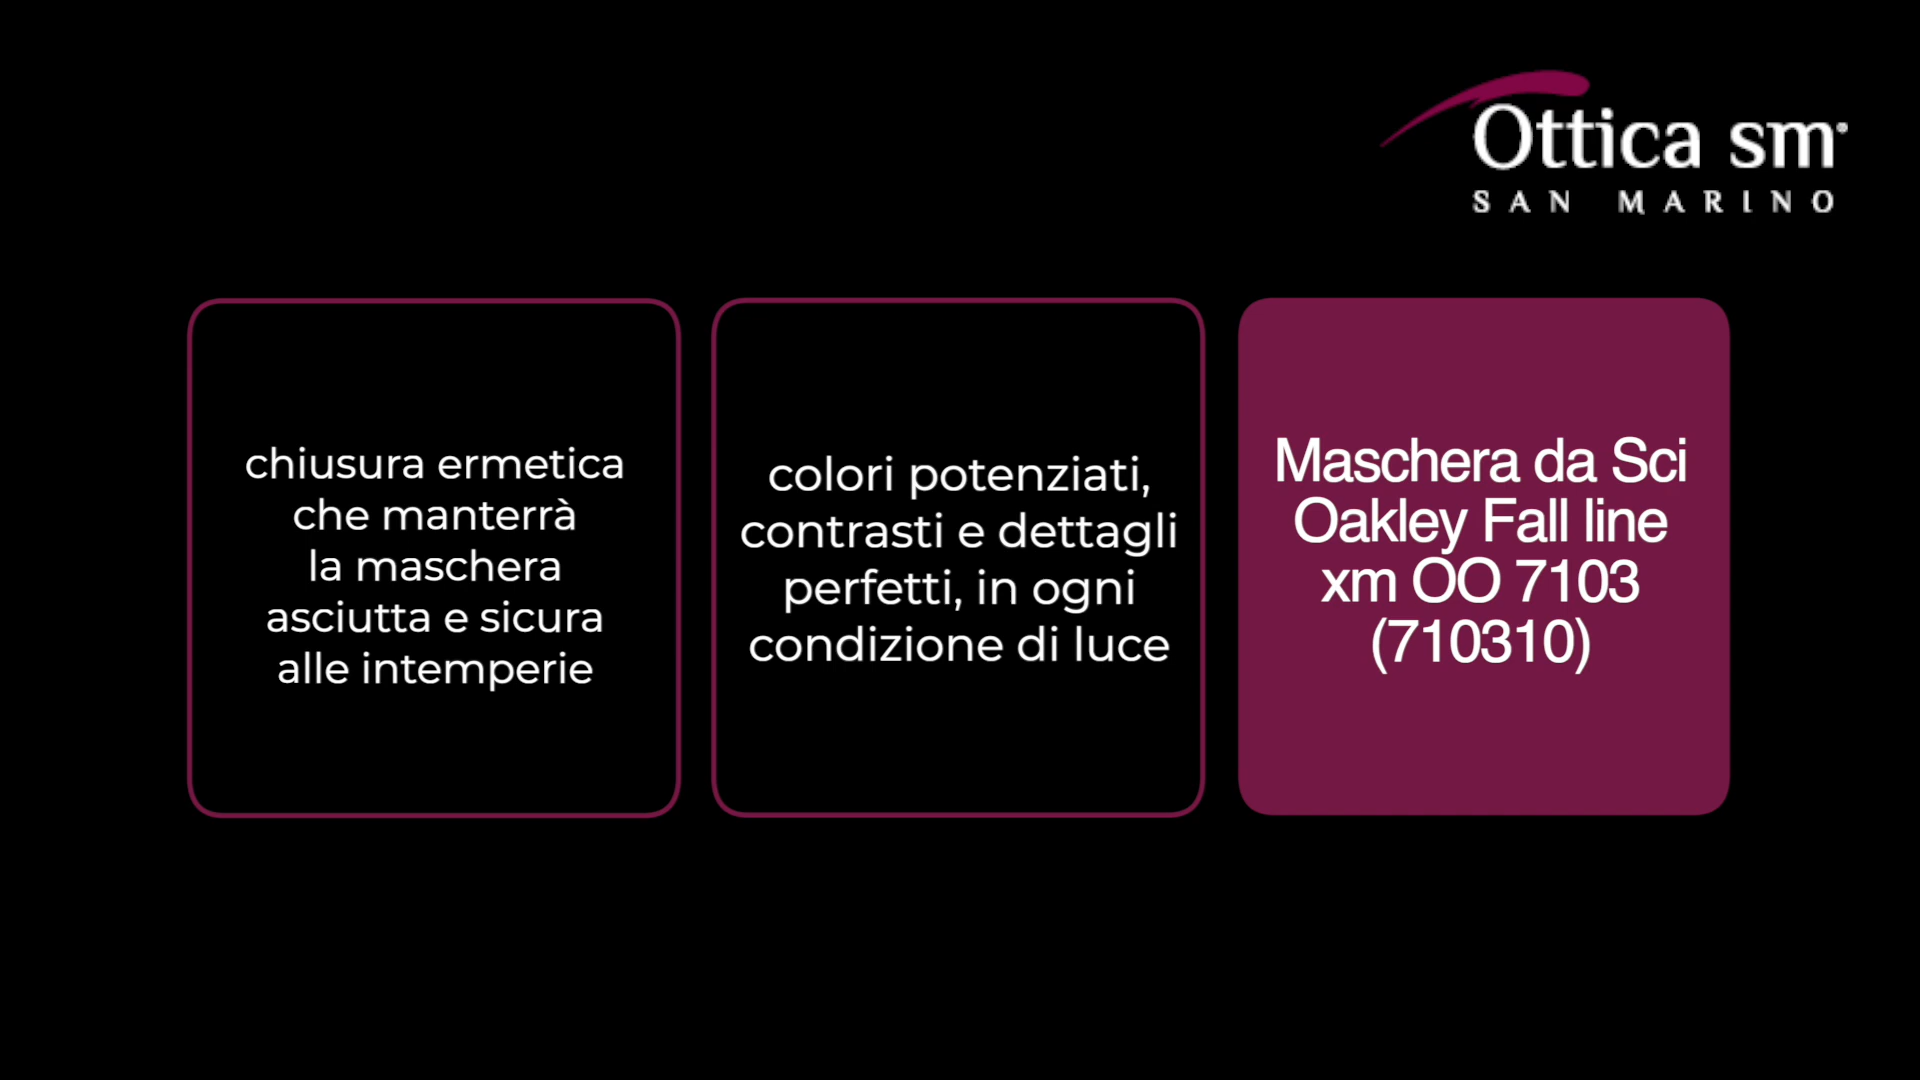 Ottica sm
SAN MARINO
chiusura ermetica
che manterrà
la maschera
asciutta e sicura
alle intemperie
colori potenziati,
contrasti e dettagli
perfetti, in ogni
condizione di luce
Maschera da Sci
Oakley Fall line
xm OO 7103
(710310)